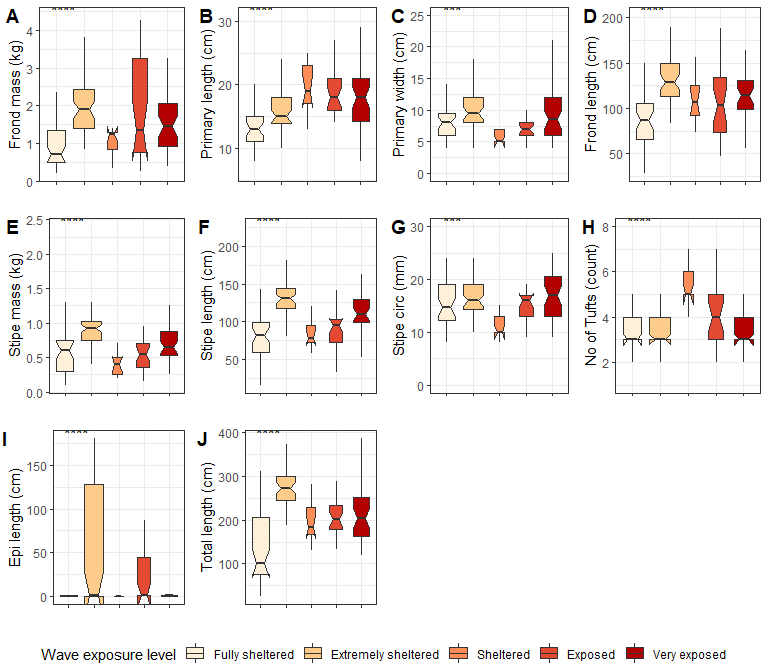 A
Frond mass (kg)
0
1
2
3
4
B
Primary length (cm)
10
20
30
C
Primary width (cm)
0
5
10
15
20
25
D
Frond length (cm)
50
100
150
200
E
Stipe mass (kg)
0.0
0.5
1.0
1.5
2.0
2.5
F
Stipe length (cm)
50
100
150
200
G
Stipe circ (mm)
0
10
20
30
H
No of Tufts (count)
2
4
6
8
I
Epi length (cm)
0
50
100
150
J
Total length (cm)
100
200
300
400
Wave exposure level Fully sheltered Extremely sheltered Sheltered Exposed Very exposed